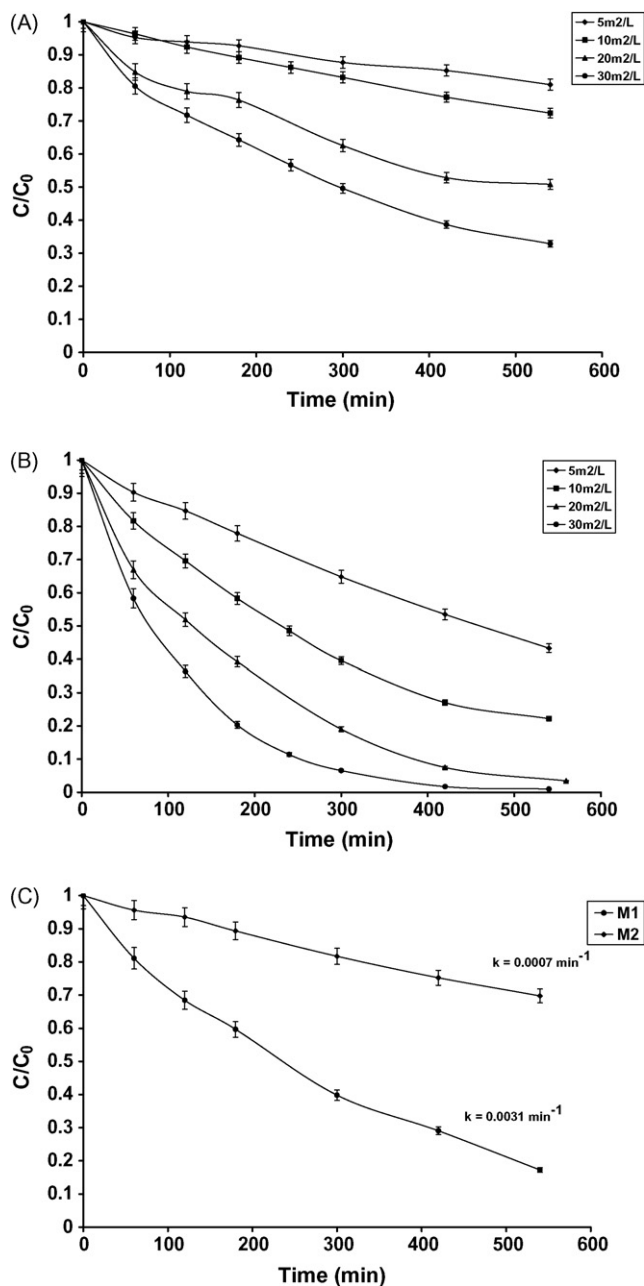 (A)
5m2/L
10m2/L
20m2/L
30m2/L
1
0.9
0.8
0.7
0.6
0.5
0.4
0.3
0.2
0.1
0
C/C0
0 100 200 300 400 500 600
Time (min)
(B)
5m2/L
10m2/L
20m2/L
30m2/L
1
0.9
0.8
0.7
0.6
0.5
0.4
0.3
0.2
0.1
0
C/C0
0 100 200 300 400 500 600
Time (min)
(C)
M1
M2
1
0.9
0.8
0.7
0.6
0.5
0.4
0.3
0.2
0.1
0
C/C0
k = 0.0007 min-1
k = 0.0031 min-1
0 100 200 300 400 500 600
Time (min)